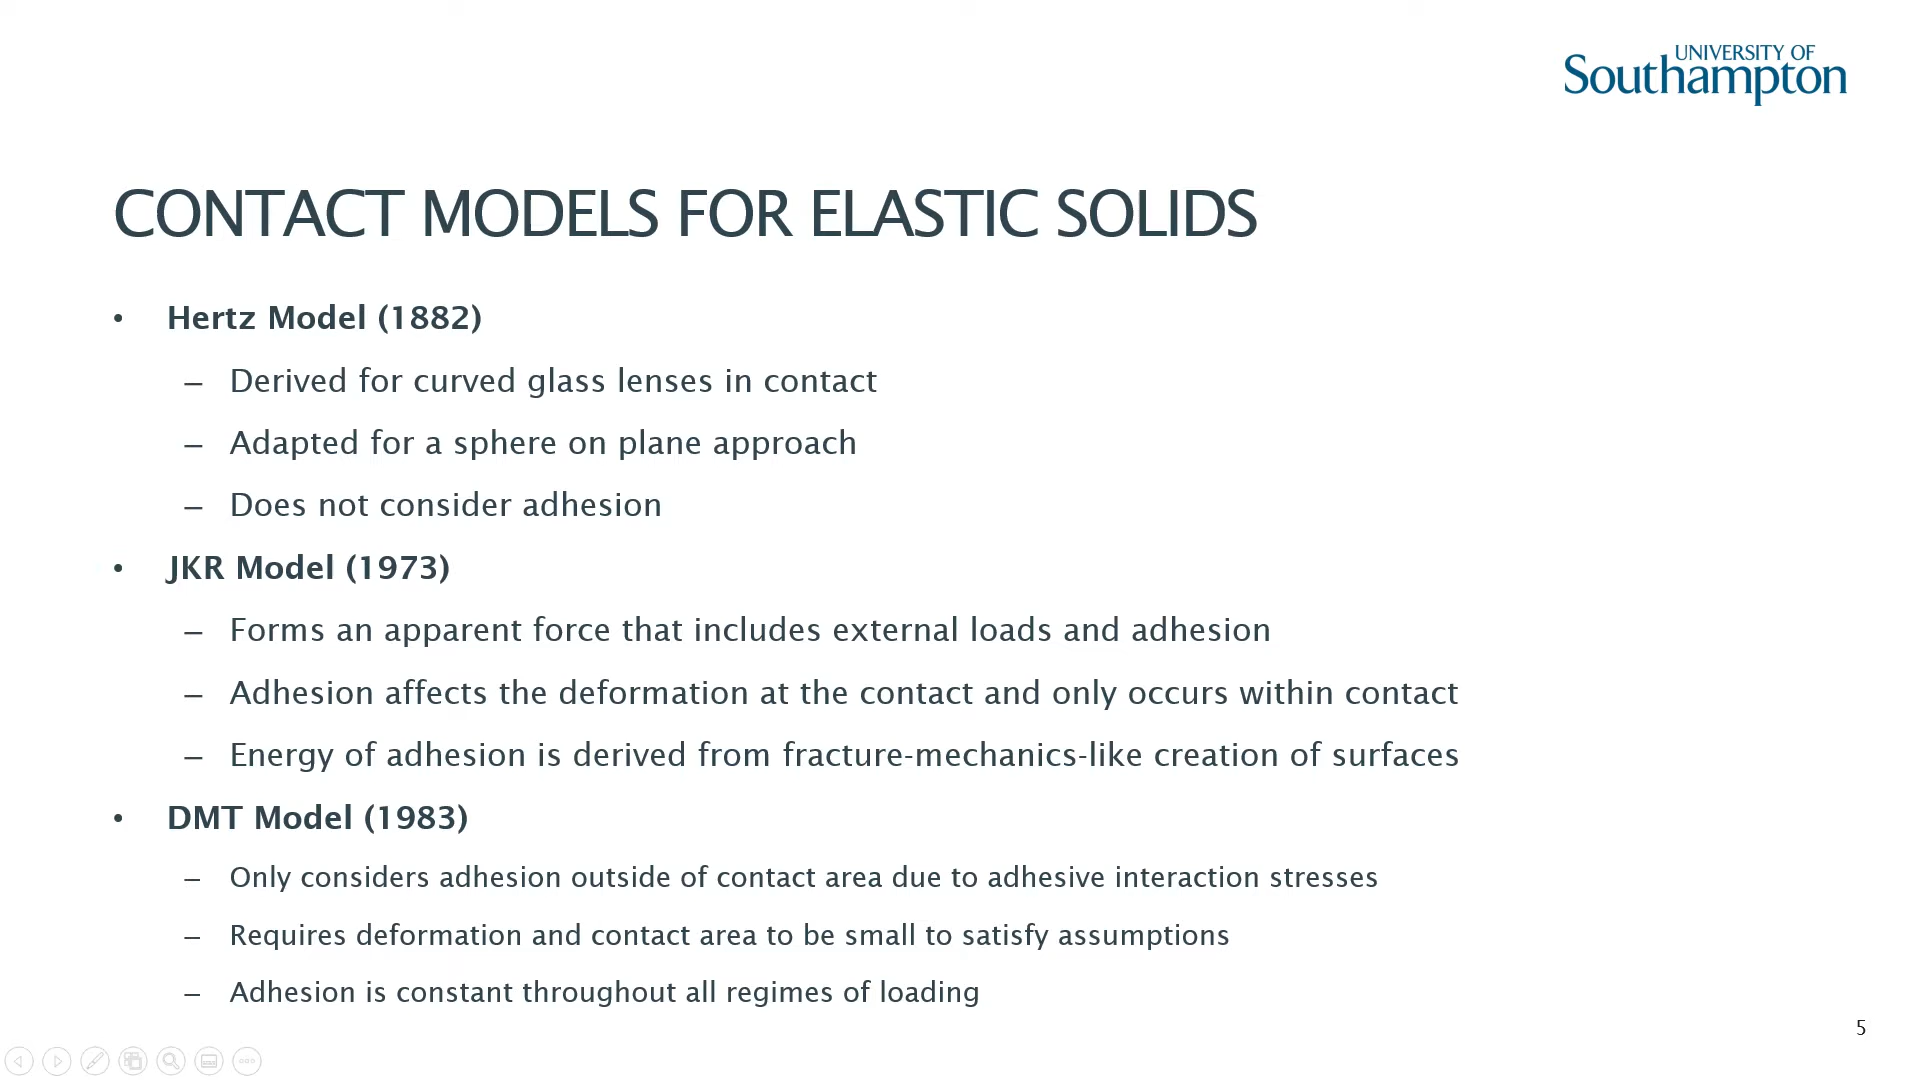 UNIVERSITY OF
Southampton
CONTACT MODELS FOR ELASTIC SOLIDS
• Hertz Model (1882)
– Derived for curved glass lenses in contact
– Adapted for a sphere on plane approach
– Does not consider adhesion
• JKR Model (1973)
– Forms an apparent force that includes external loads and adhesion
– Adhesion affects the deformation at the contact and only occurs within contact
– Energy of adhesion is derived from fracture-mechanics-like creation of surfaces
• DMT Model (1983)
– Only considers adhesion outside of contact area due to adhesive interaction stresses
– Requires deformation and contact area to be small to satisfy assumptions
– Adhesion is constant throughout all regimes of loading
5